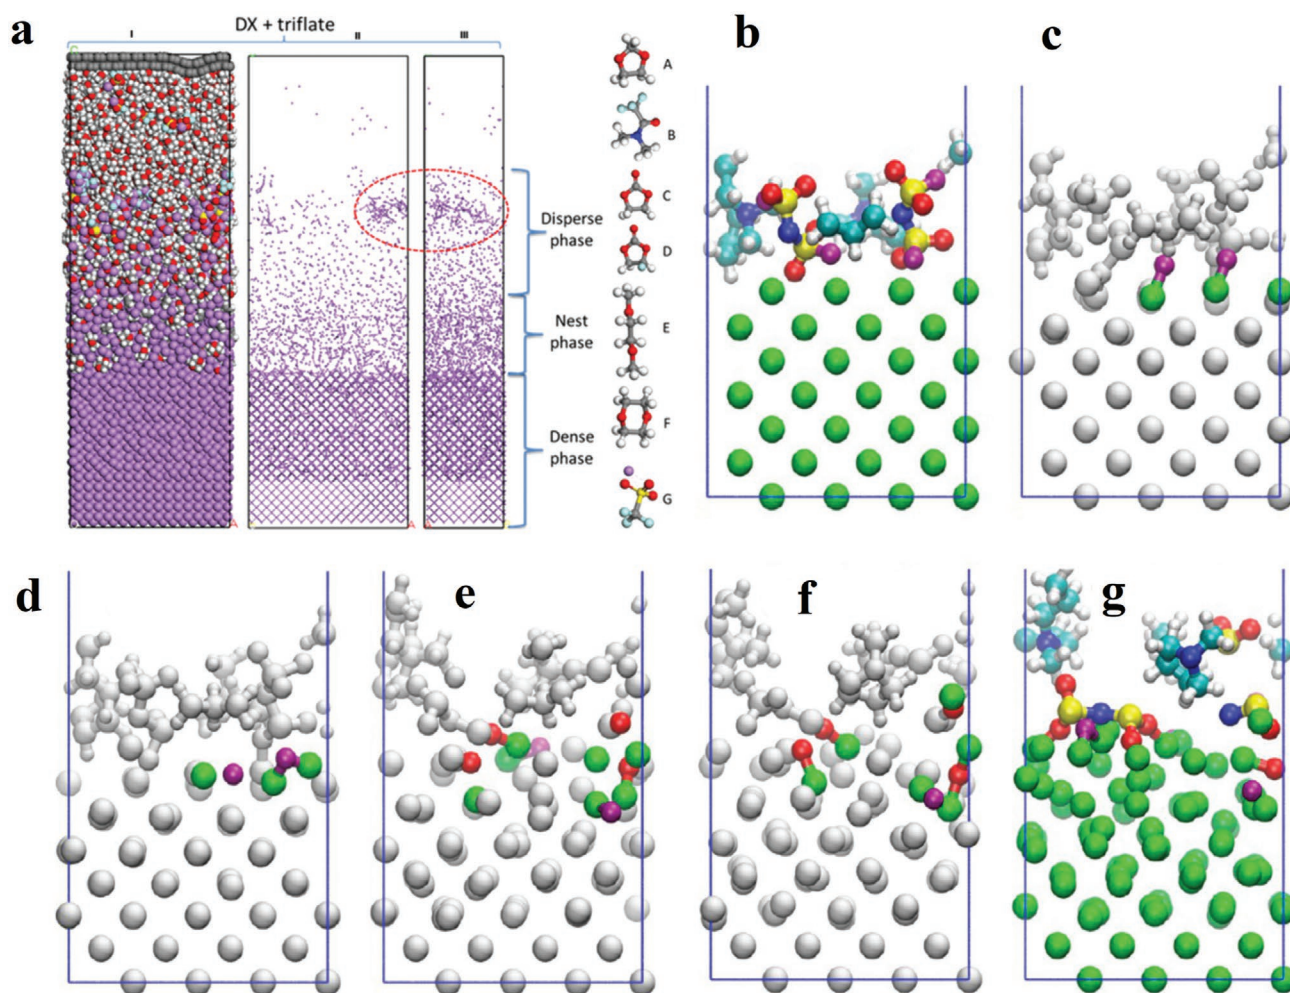 a
DX + triflate
I
II
III
Disperse
phase
Nest
phase
Dense
phase
A
B
C
D
E
F
G
b
c
d
e
f
g